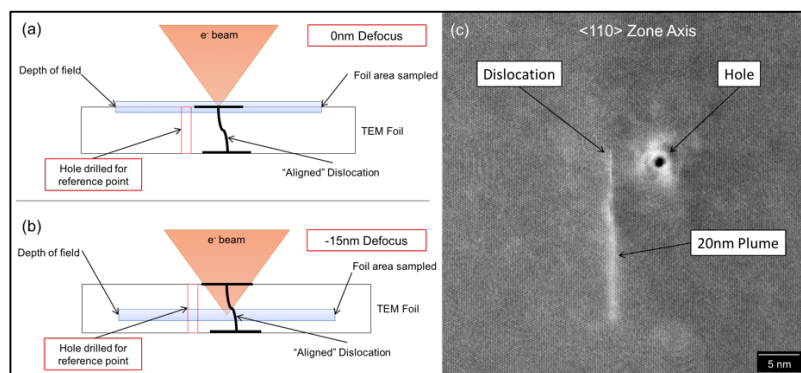 (a)
e- beam
0nm Defocus
Depth of field
Foil area sampled
TEM Foil
Hole drilled for
reference point
"Aligned" Dislocation
(b)
e- beam
-15nm Defocus
Depth of field
Foil area sampled
TEM Foil
Hole drilled for
reference point
"Aligned" Dislocation
(c)
<110> Zone Axis
Dislocation
Hole
20nm Plume
5 nm